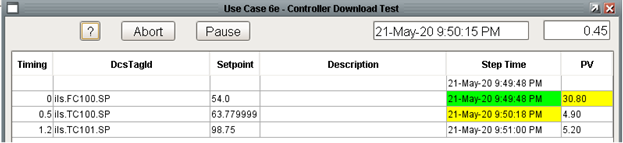 Use Case 6e - Controller Download Test
? Abort Pause 21-May-20 9:50:15 PM 0.45
Timing DcsTagId Setpoint Description Step Time PV
21-May-20 9:49:48 PM
0 ils.FC100.SP 54.0 21-May-20 9:49:48 PM 30.80
0.5 ils.TC100.SP 63.779999 21-May-20 9:50:18 PM 4.90
1.2 ils.TC101.SP 98.75 21-May-20 9:51:00 PM 5.20